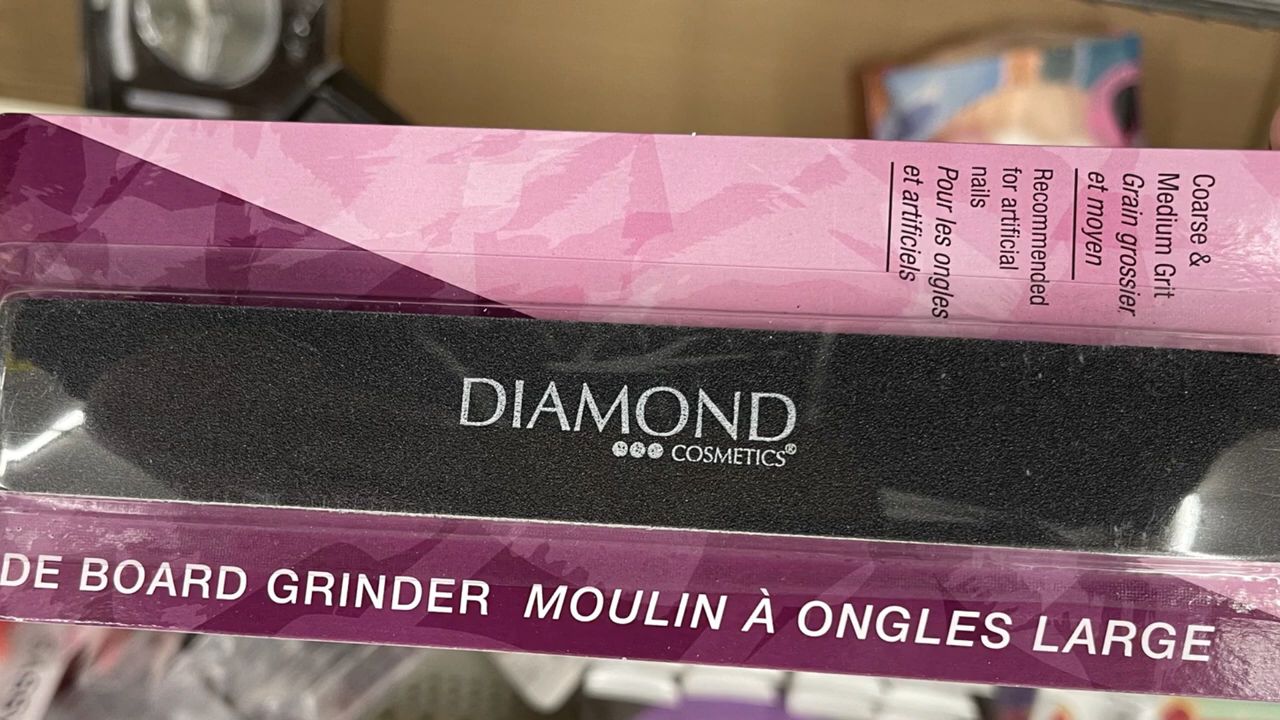 Coarse &
Medium Grit
Grain grossier,
et moyen
Recommended
for artificial
nails
Pour les ongles
et artificiels
DIAMOND
COSMETICS®
DE BOARD GRINDER MOULIN À ONGLES LARGE